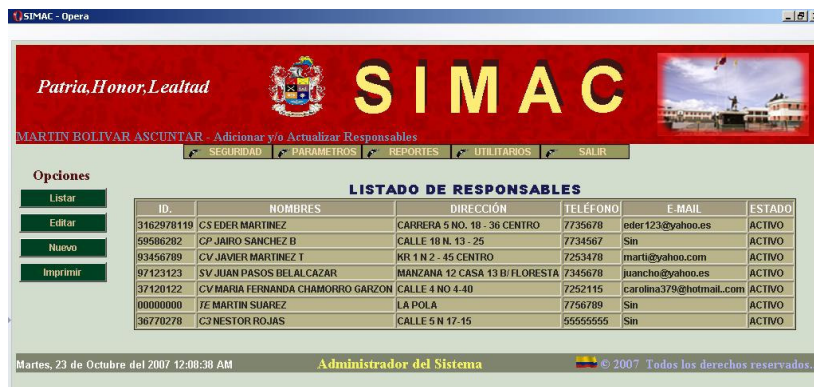 SIMAC - Opera
Patria,Honor,Lealtad
SIMAC
MARTIN BOLIVAR ASCUNTAR - Adicionar y/o Actualizar Responsables
SEGURIDAD PARAMETROS REPORTES UTILITARIOS SALIR
Opciones
Listar
Editar
Nuevo
Imprimir
LISTADO DE RESPONSABLES
ID. NOMBRES DIRECCIÓN TELÉFONO E-MAIL ESTADO
3162978119 CS EDER MARTINEZ CARRERA 5 NO. 18 - 36 CENTRO 7735678 eder123@yahoo.es ACTIVO
59586282 CP JAIRO SANCHEZ B CALLE 18 N. 13 - 25 7734567 Sin ACTIVO
93456789 CV JAVIER MARTINEZ T KR 1 N 2 - 45 CENTRO 7253478 marti@yahoo.com ACTIVO
97123123 SV JUAN PASOS BELALCAZAR MANZANA 12 CASA 13 B/ FLORESTA 7345678 juancho@yahoo.es ACTIVO
37120122 CV MARIA FERNANDA CHAMORRO GARZON CALLE 4 NO 4-40 7252115 carolina379@hotmail..com ACTIVO
00000000 TE MARTIN SUAREZ LA POLA 7756789 Sin ACTIVO
36770278 C3 NESTOR ROJAS CALLE 5 N 17-15 55555555 Sin ACTIVO
Martes, 23 de Octubre del 2007 12:08:38 AM Administrador del Sistema © 2007 Todos los derechos reservados.